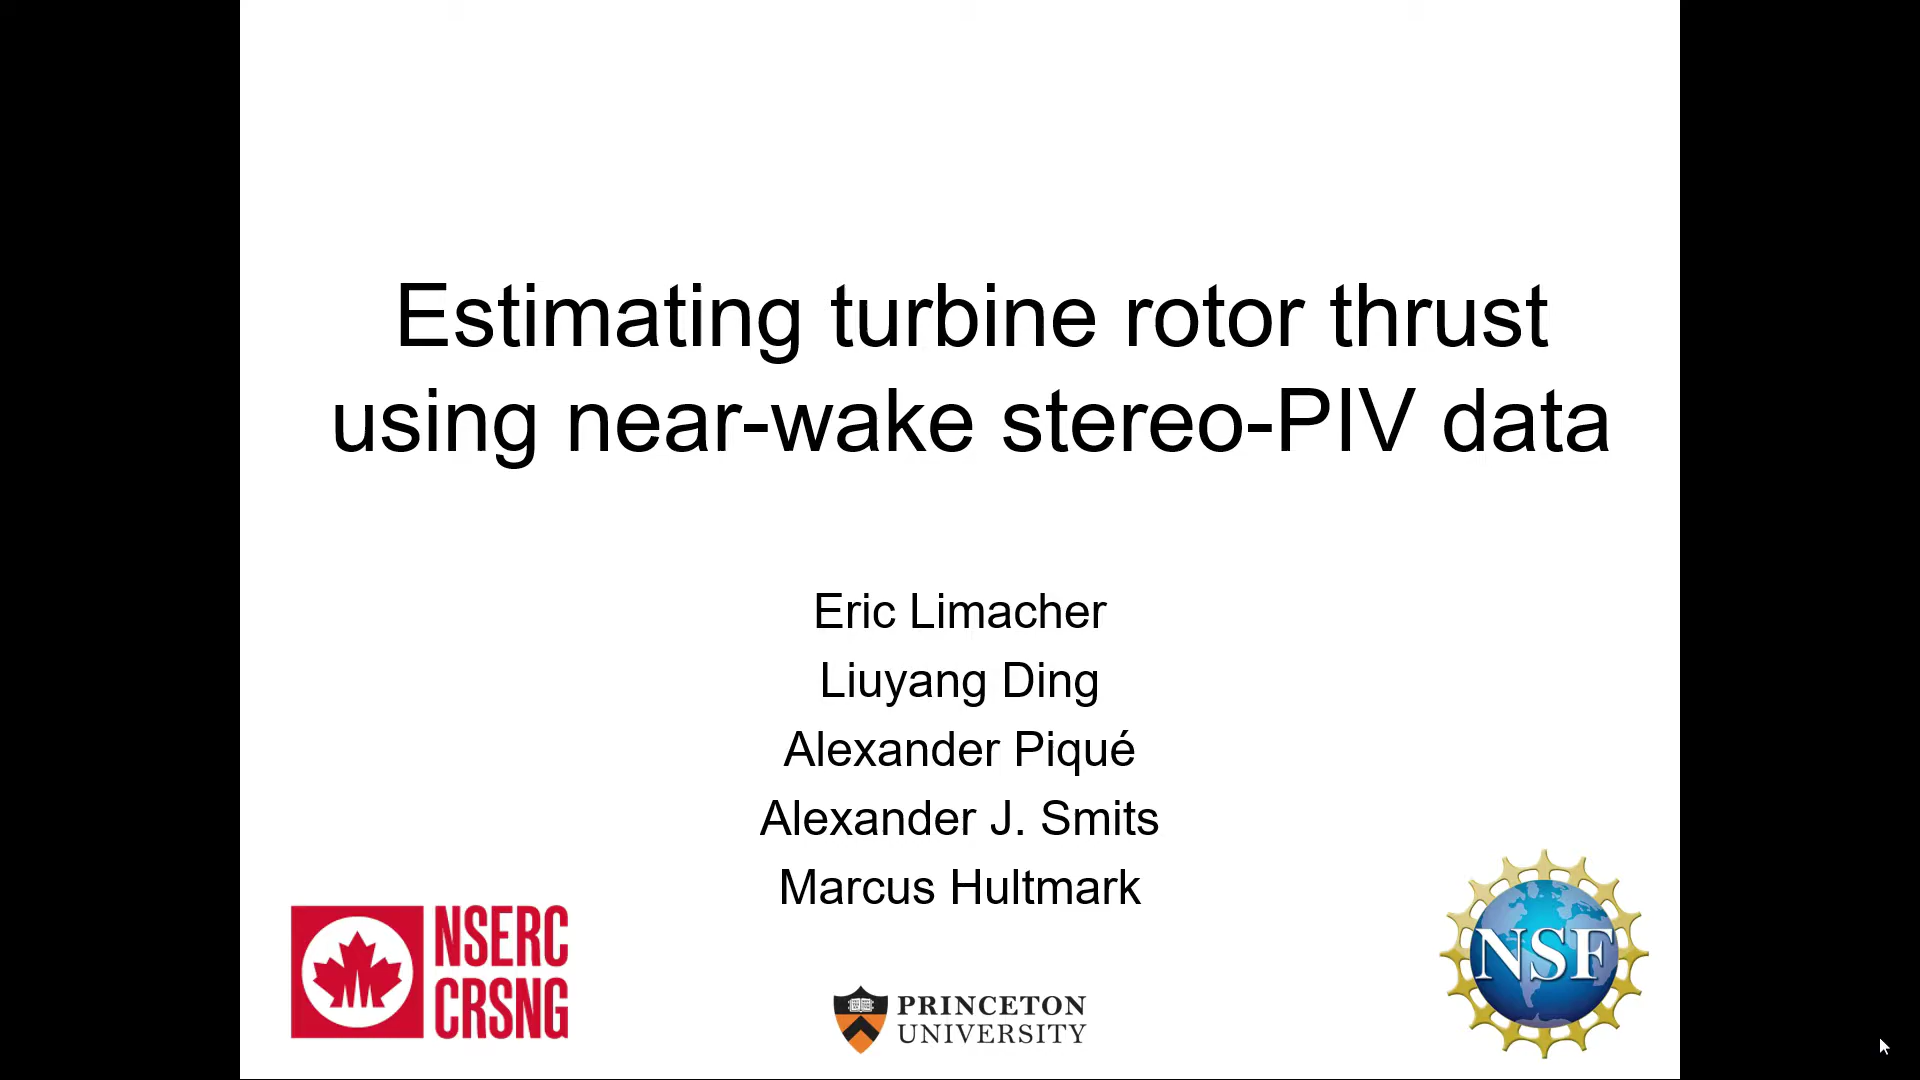 Estimating turbine rotor thrust
using near-wake stereo-PIV data
Eric Limacher
Liuyang Ding
Alexander Piqué
Alexander J. Smits
Marcus Hultmark
NSERC
CRSNG
PRINCETON
UNIVERSITY
NSF